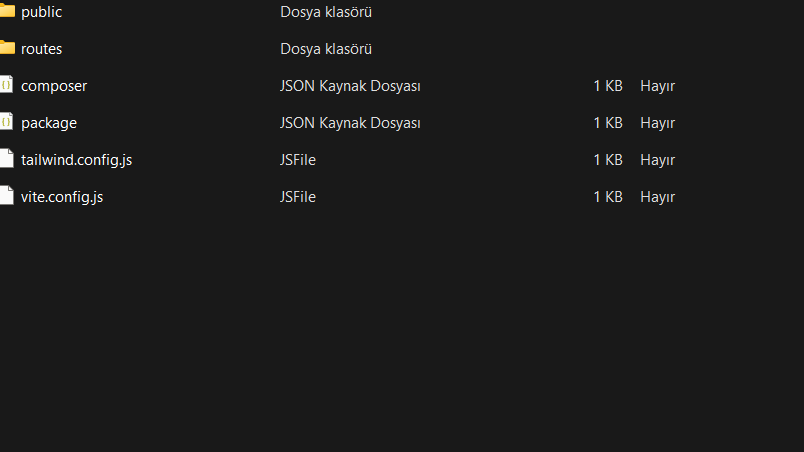 public Dosya klasörü
routes Dosya klasörü
composer JSON Kaynak Dosyası 1 KB Hayır
package JSON Kaynak Dosyası 1 KB Hayır
tailwind.config.js JSFile 1 KB Hayır
vite.config.js JSFile 1 KB Hayır